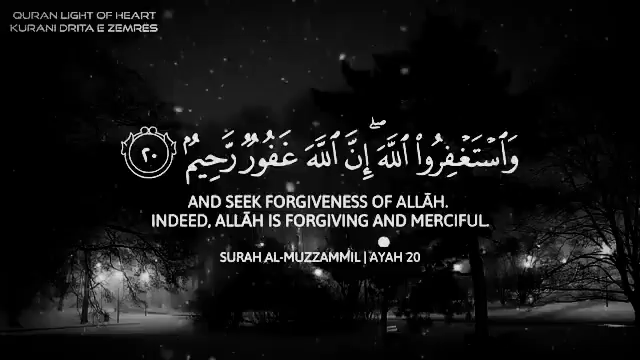 QURAN LIGHT OF HEART
KURANI DRITA E ZEMRËS
وَٱسْتَغْفِرُوا۟ ٱللَّهَ ۖ إِنَّ ٱللَّهَ غَفُورٌ رَّحِيمٌۢ ٢٠
AND SEEK FORGIVENESS OF ALLĀH.
INDEED, ALLĀH IS FORGIVING AND MERCIFUL.
SURAH AL-MUZZAMMIL | AYAH 20